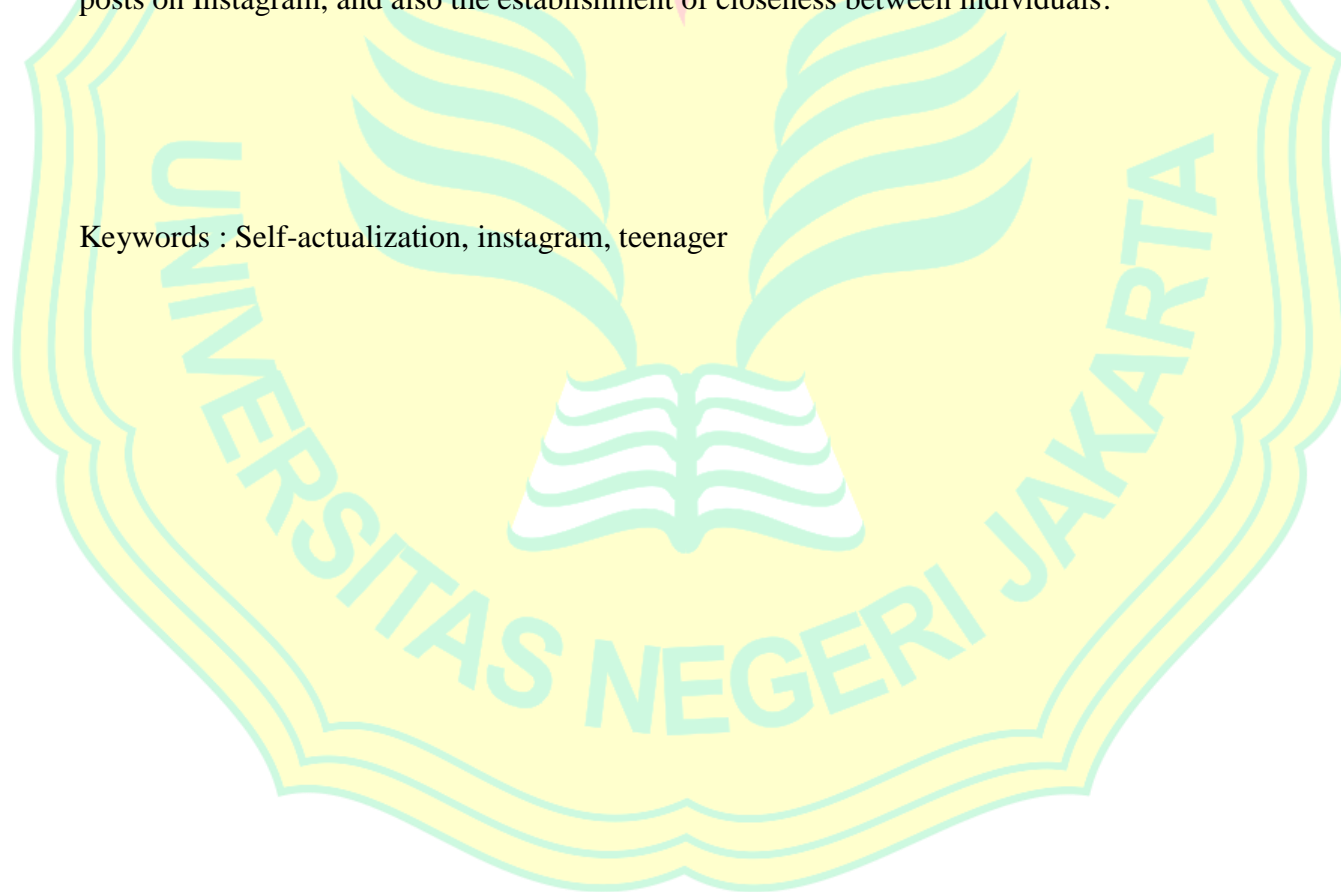 posts on Instagram, and also the establishment of closeness between individuals.
Keywords : Self-actualization, instagram, teenager
UNIVERSITAS NEGERI JAKARTA